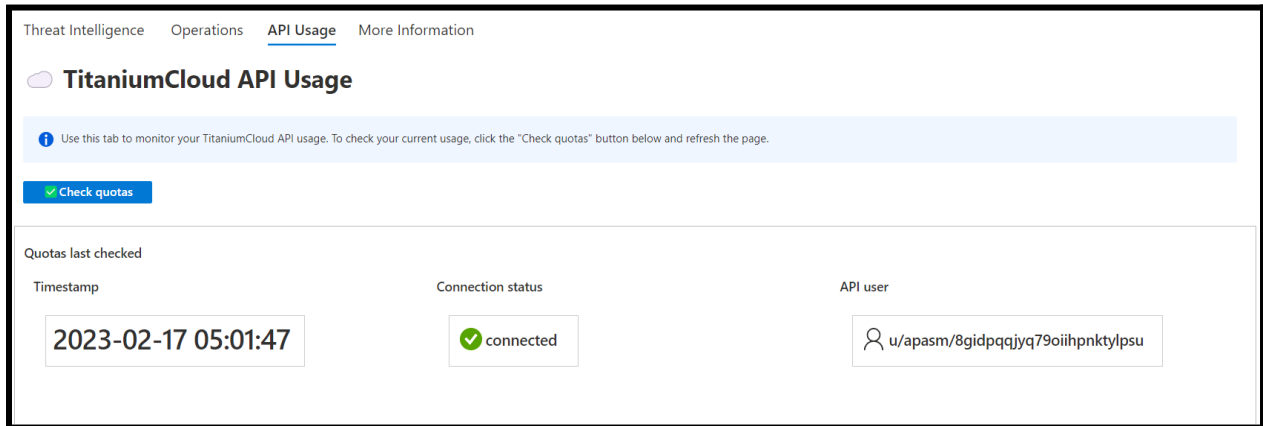 Threat Intelligence Operations API Usage More Information
TitaniumCloud API Usage
Use this tab to monitor your TitaniumCloud API usage. To check your current usage, click the "Check quotas" button below and refresh the page.
Check quotas
Quotas last checked
Timestamp Connection status API user
2023-02-17 05:01:47 connected u/apasm/8gidpqqjyq79oiihpnktylpsu